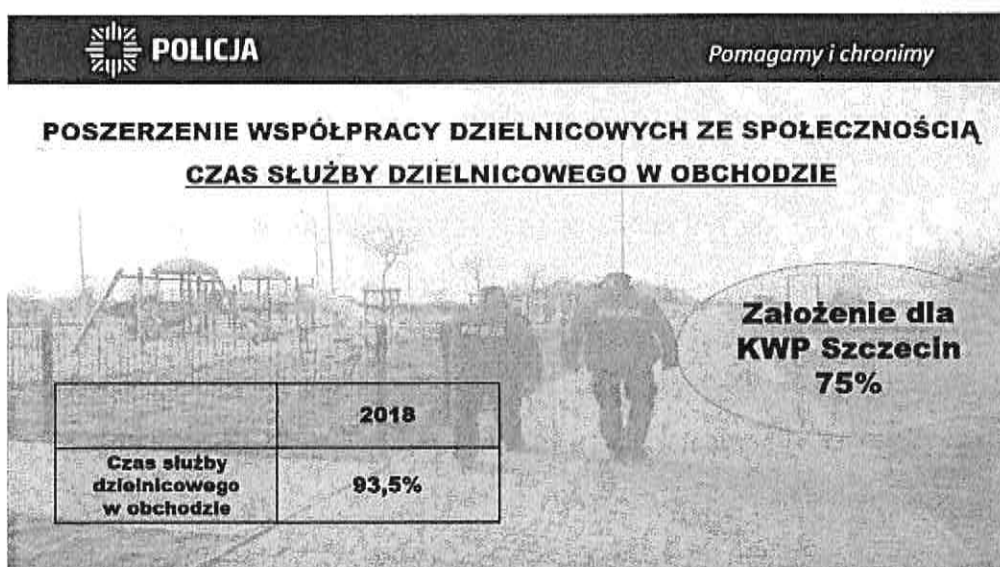 POLICJA
Pomagamy i chronimy
POSZERZENIE WSPÓŁPRACY DZIELNICOWYCH ZE SPOŁECZNOŚCIĄ
CZAS SŁUŻBY DZIELNICOWEGO W OBCHODZIE
Założenie dla
KWP Szczecin
75%
2018
Czas służby
dzielnicowego
w obchodzie
93,5%